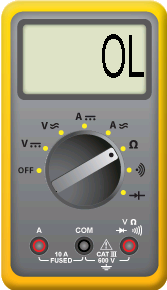 OL
A
V A
V Ω
OFF
A COM V Ω
10 A CAT III
FUSED 600 V